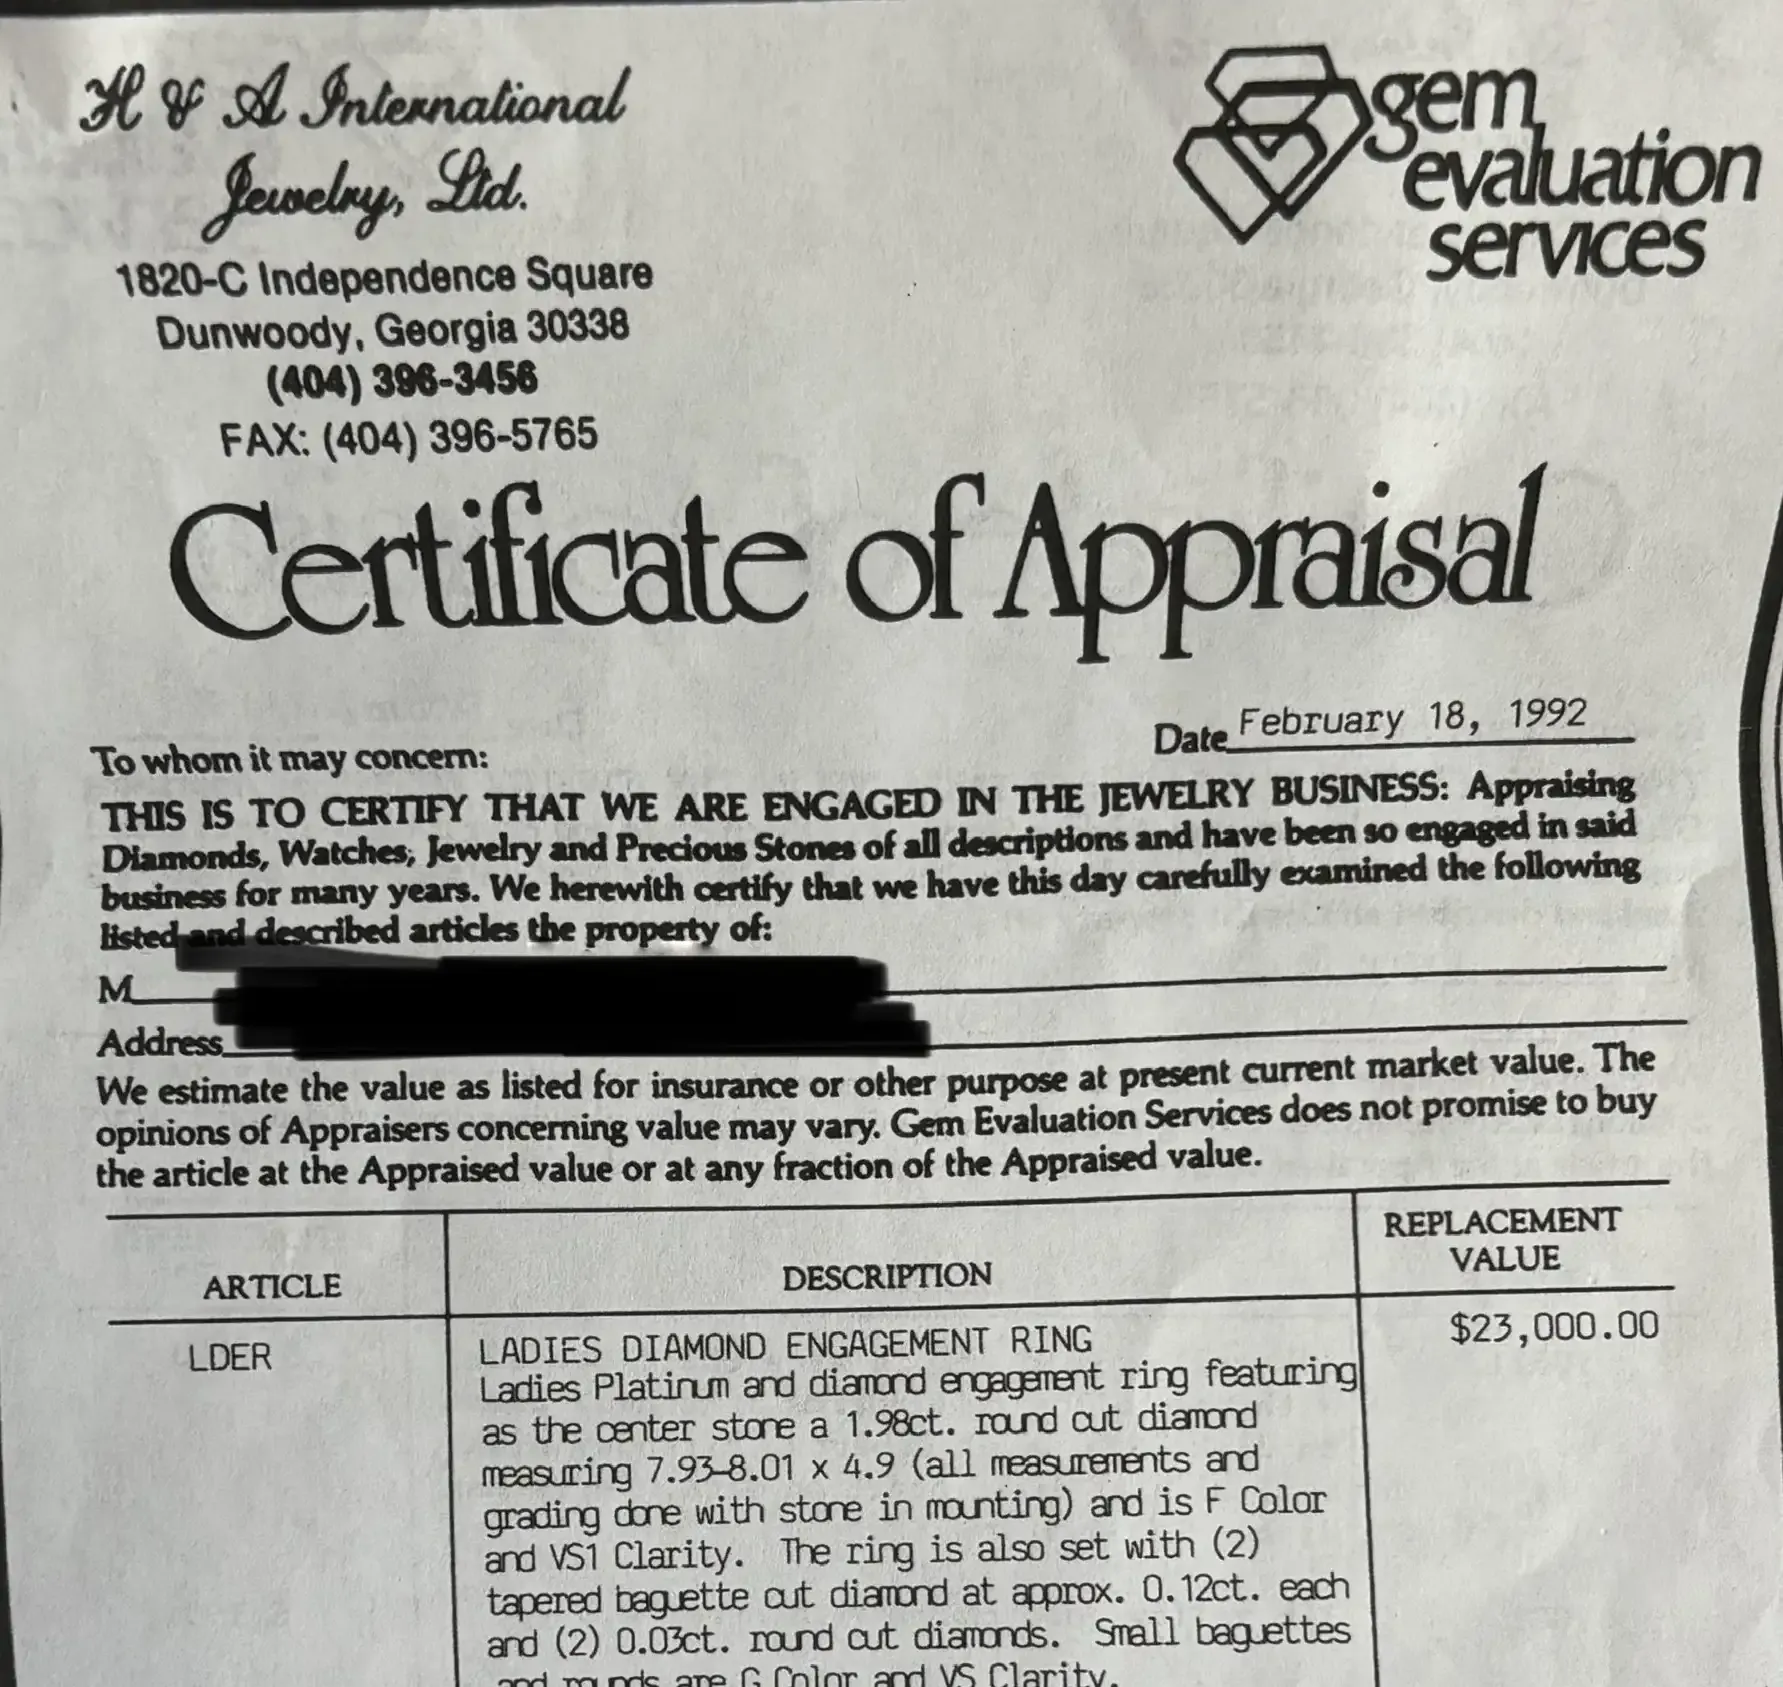 H & A International
Jewelry, Ltd.
1820-C Independence Square
Dunwoody, Georgia 30338
(404) 396-3456
FAX: (404) 396-5765
gem
evaluation
services
Certificate of Appraisal
Date February 18, 1992
To whom it may concern:
THIS IS TO CERTIFY THAT WE ARE ENGAGED IN THE JEWELRY BUSINESS: Appraising
Diamonds, Watches, Jewelry and Precious Stones of all descriptions and have been so engaged in said
business for many years. We herewith certify that we have this day carefully examined the following
listed and described articles the property of:
M
Address
We estimate the value as listed for insurance or other purpose at present current market value. The
opinions of Appraisers concerning value may vary. Gem Evaluation Services does not promise to buy
the article at the Appraised value or at any fraction of the Appraised value.
ARTICLE
DESCRIPTION
REPLACEMENT
VALUE
LDER
LADIES DIAMOND ENGAGEMENT RING
$23,000.00
Ladies Platinum and diamond engagement ring featuring
as the center stone a 1.98ct. round cut diamond
measuring 7.93-8.01 x 4.9 (all measurements and
grading done with stone in mounting) and is F Color
and VS1 Clarity. The ring is also set with (2)
tapered baguette cut diamond at approx. 0.12ct. each
and (2) 0.03ct. round cut diamonds. Small baguettes
and rounds are G Color and VS Clarity.